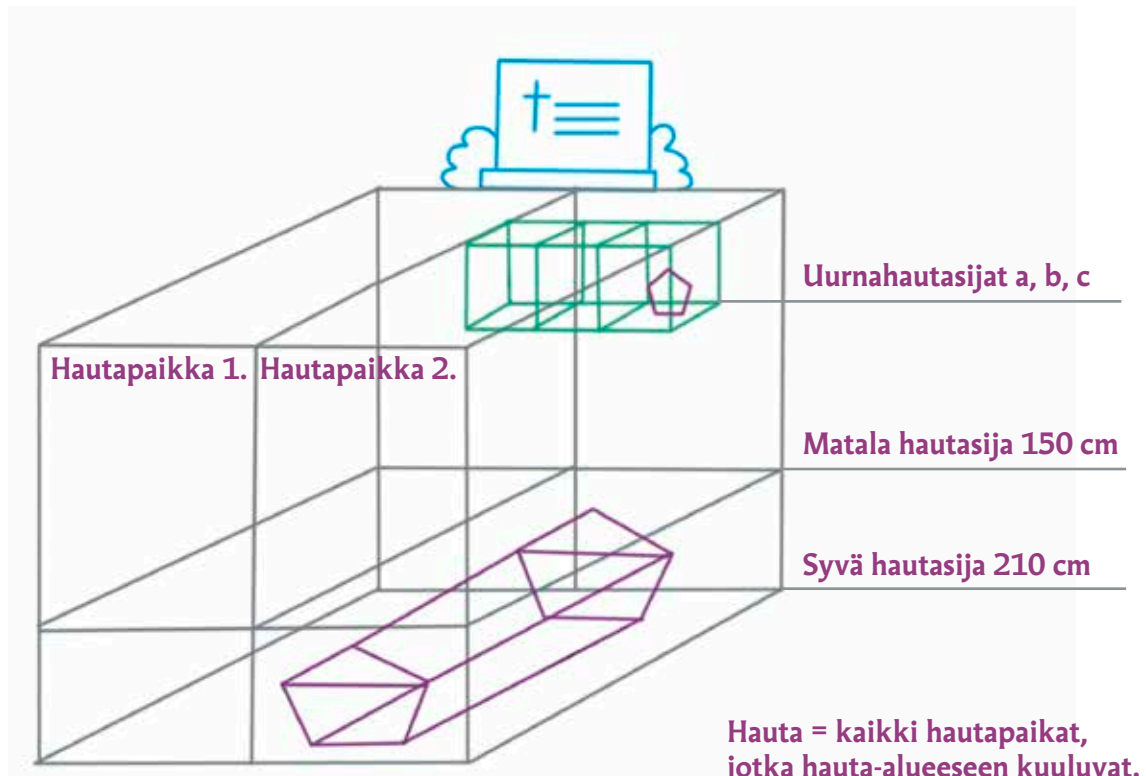 Uurnahautasijat a, b, c
Hautapaikka 1. Hautapaikka 2.
Matala hautasija 150 cm
Syvä hautasija 210 cm
Hauta = kaikki hautapaikat,
jotka hauta-alueeseen kuuluvat.